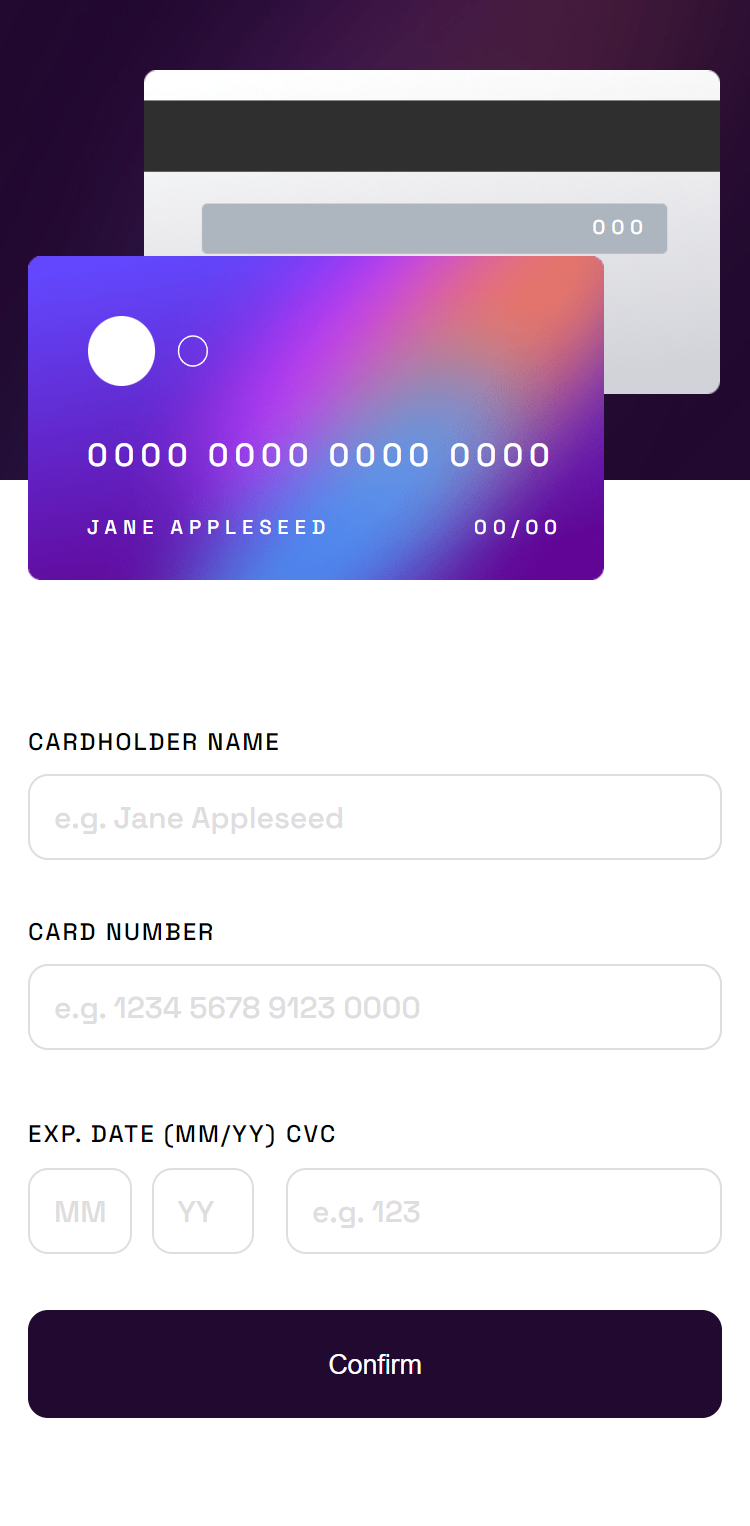 000
0000 0000 0000 0000
JANE APPLESEED 00/00
CARDHOLDER NAME
e.g. Jane Appleseed
CARD NUMBER
e.g. 1234 5678 9123 0000
EXP. DATE (MM/YY) CVC
MM YY e.g. 123
Confirm